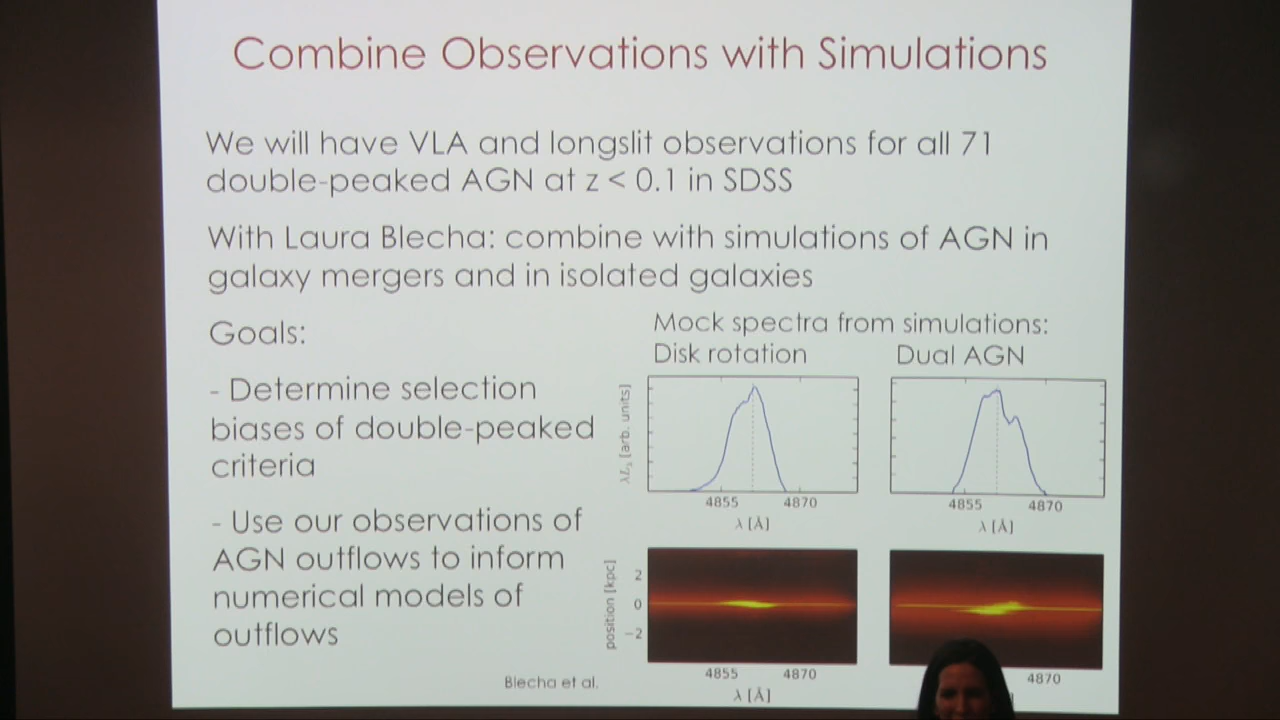 Combine Observations with Simulations
We will have VLA and longslit observations for all 71
double-peaked AGN at z < 0.1 in SDSS
With Laura Blecha: combine with simulations of AGN in
galaxy mergers and in isolated galaxies
Goals:
- Determine selection
biases of double-peaked
criteria
- Use our observations of
AGN outflows to inform
numerical models of
outflows
Mock spectra from simulations:
Disk rotation Dual AGN
[arb. units]
4855 4870 4855 4870
λ [Å] λ [Å]
position [kpc]
2
0
−2
4855 4870 4870
λ [Å]
Blecha et al.